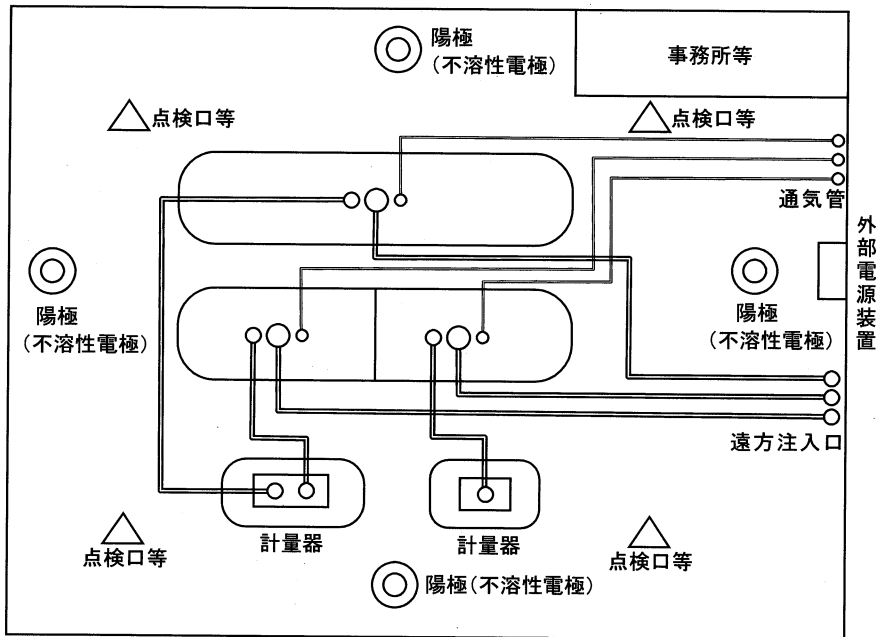 陽極
（不溶性電極）
事務所等
点検口等
点検口等
通気管
外部電源装置
陽極
（不溶性電極）
陽極
（不溶性電極）
遠方注入口
計量器
計量器
点検口等
点検口等
陽極（不溶性電極）